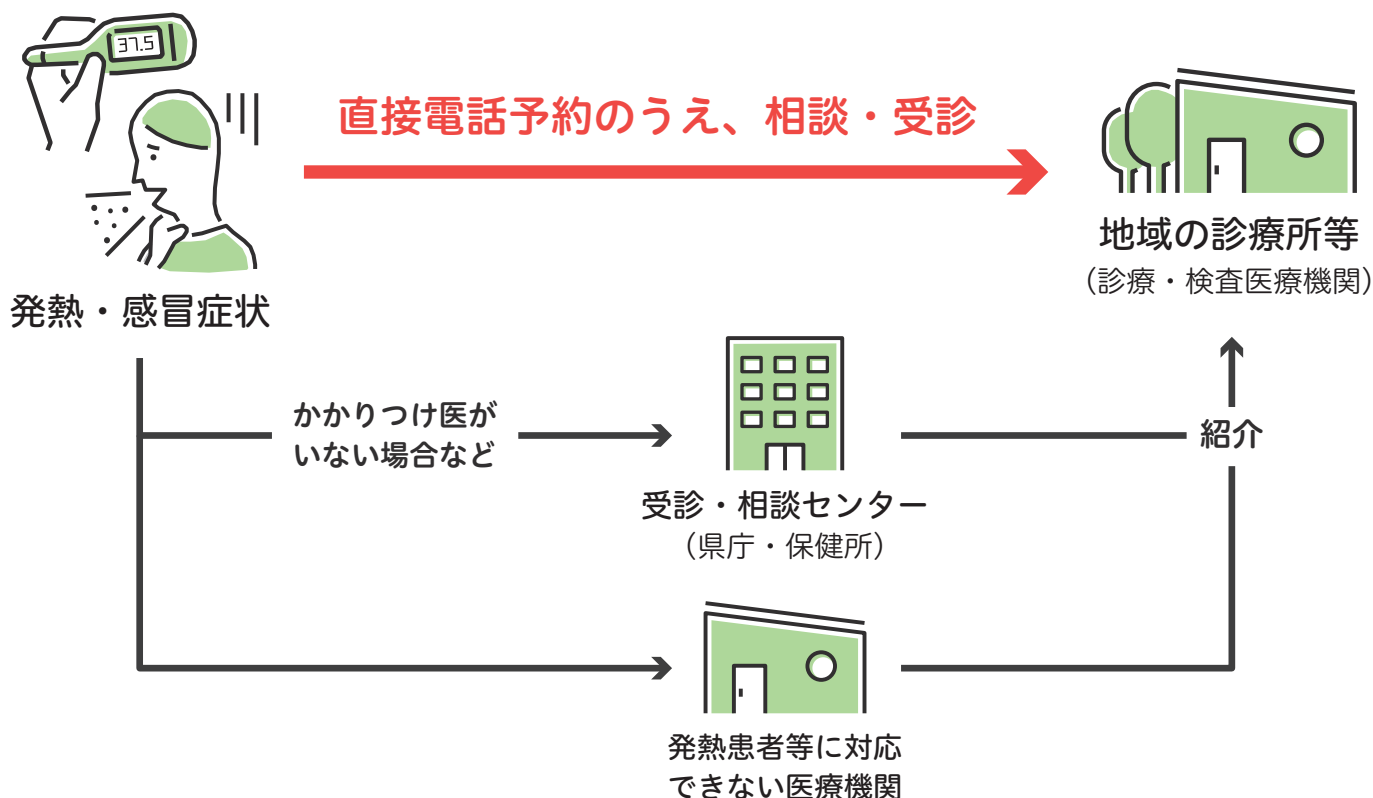 37.5
直接電話予約のうえ、相談・受診
地域の診療所等
（診療・検査医療機関）
発熱・感冒症状
かかりつけ医が
いない場合など
紹介
受診・相談センター
（県庁・保健所）
発熱患者等に対応
できない医療機関